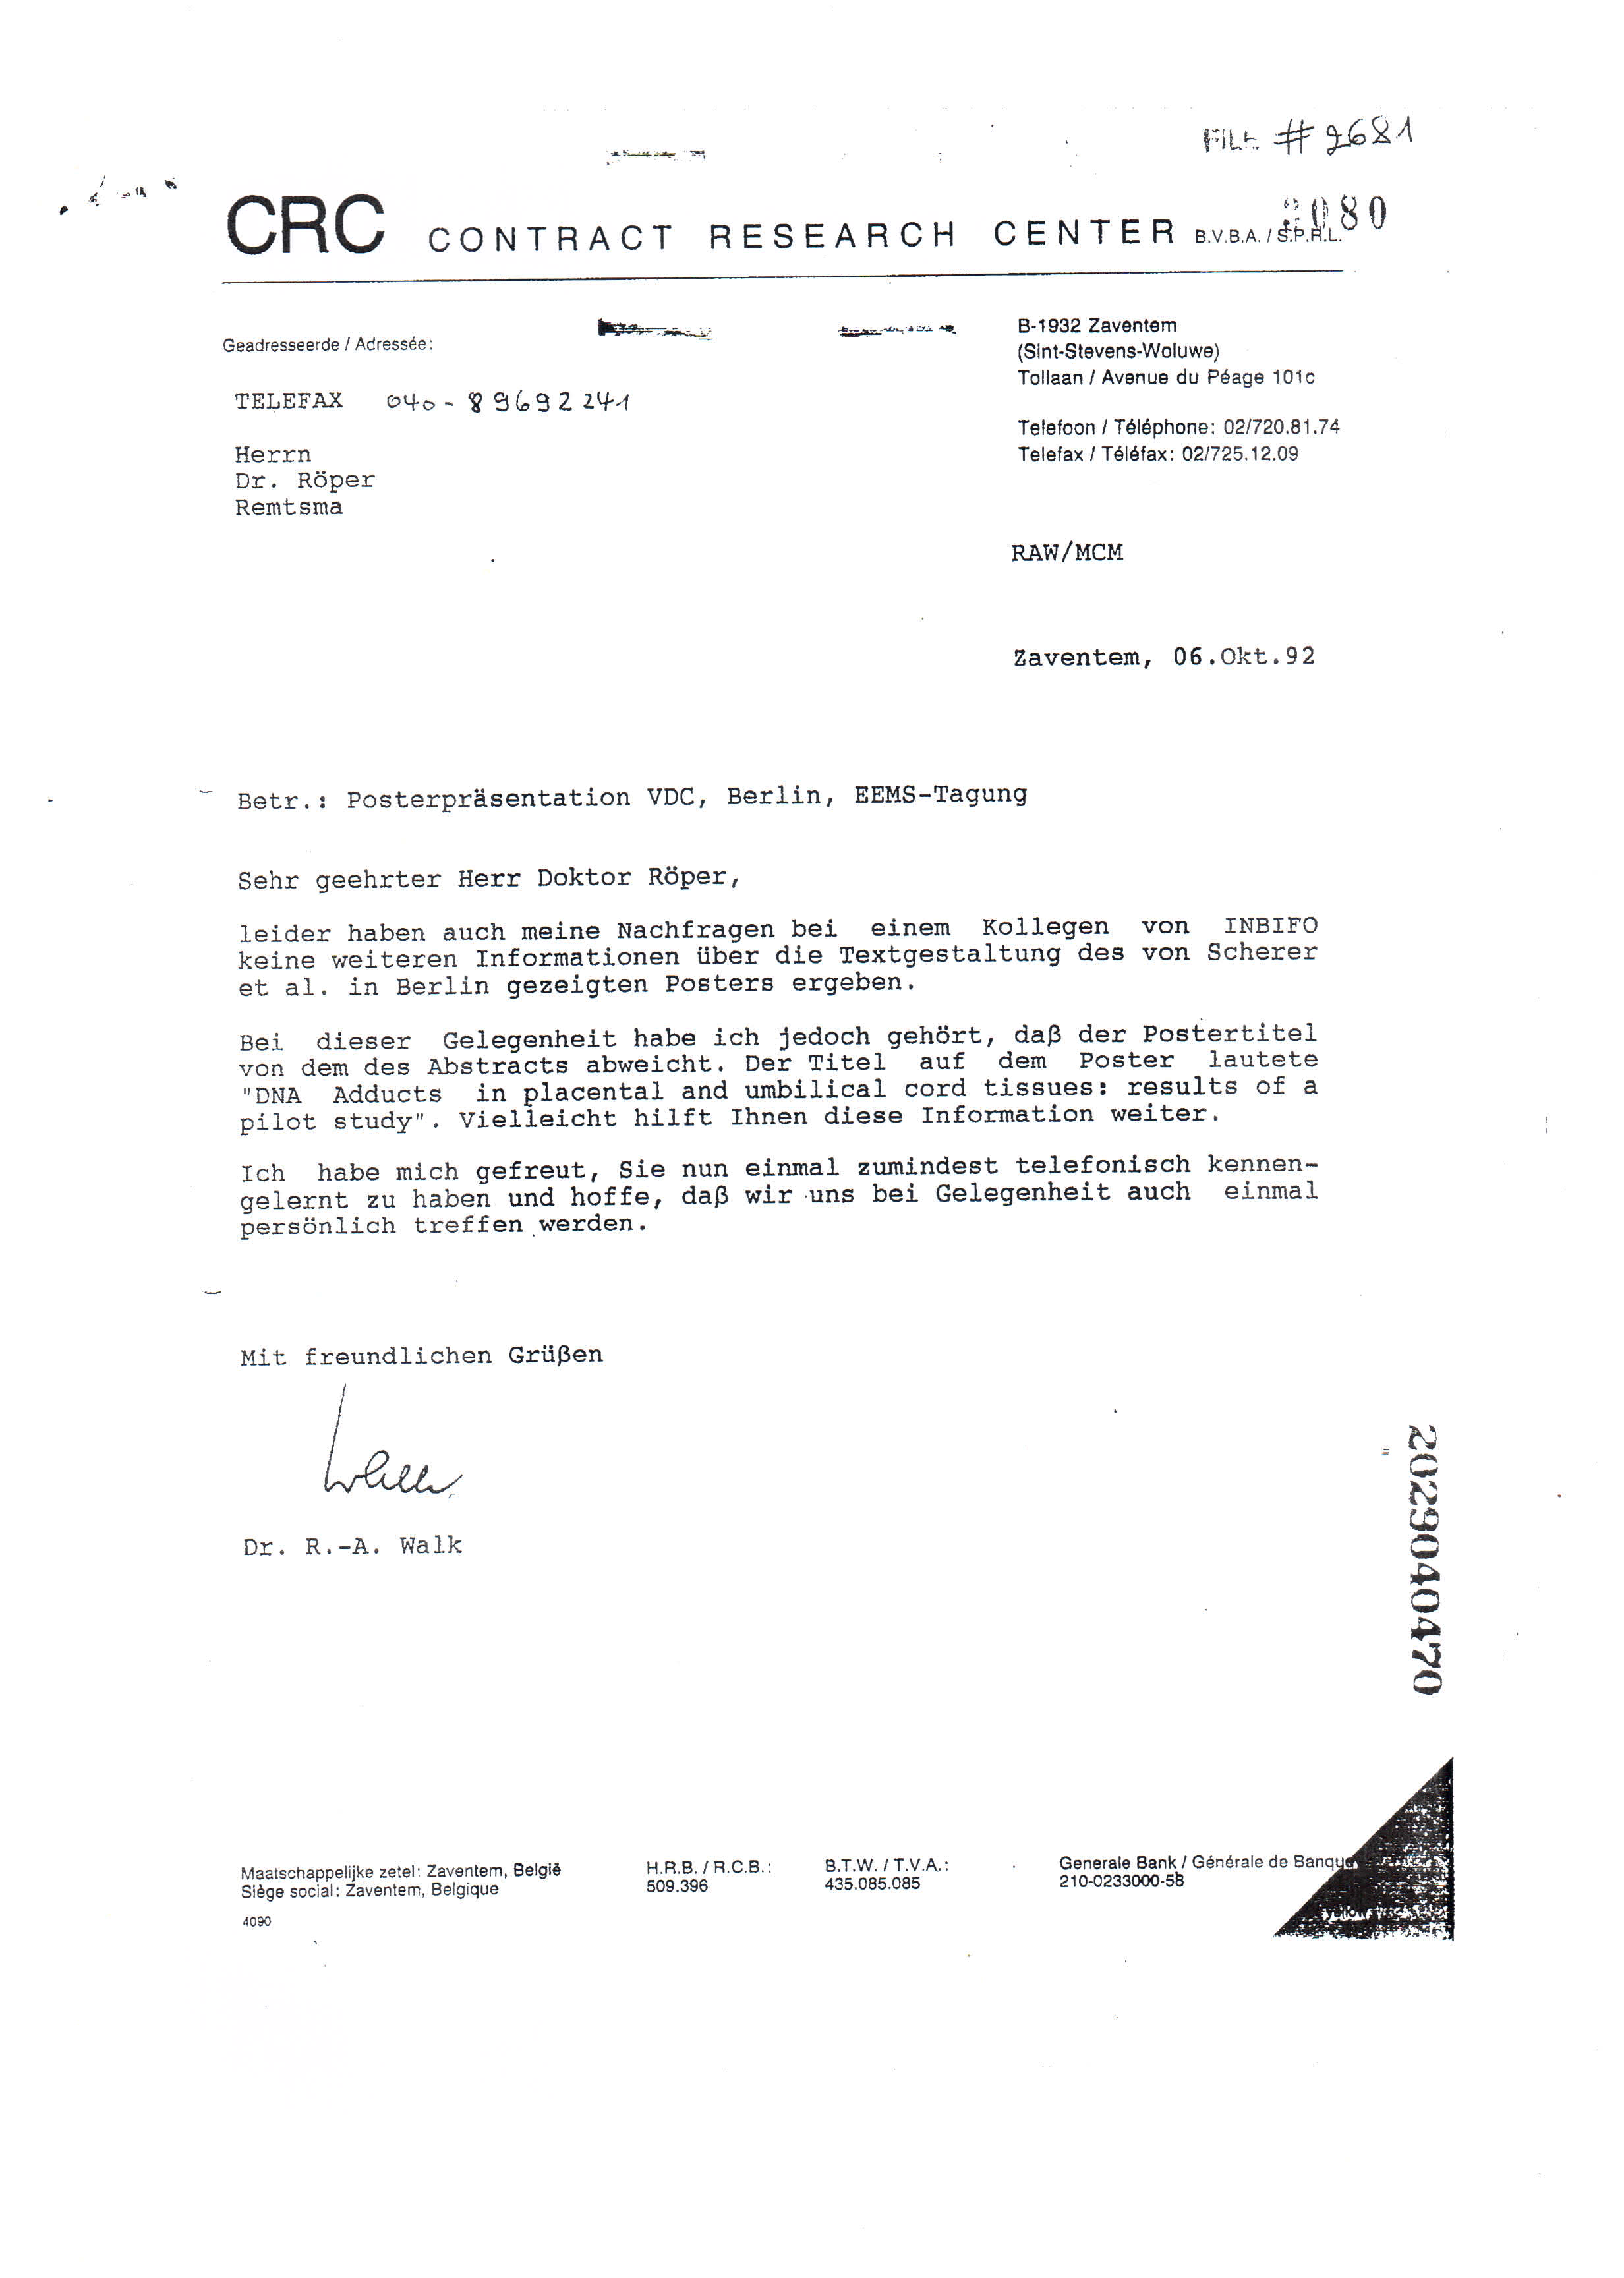 FILE #2681
CRC CONTRACT RESEARCH CENTER B.V.B.A. / S.P.R.L.
Geadresseerde / Adressée:
B-1932 Zaventem
(Sint-Stevens-Woluwe)
Tollaan / Avenue du Péage 101c
TELEFAX 040-89692241
Telefoon / Téléphone: 02/720.81.74
Telefax / Téléfax: 02/725.12.09
Herrn
Dr. Röper
Remtsma
RAW/MCM
Zaventem, 06.Okt.92
Betr.: Posterpräsentation VDC, Berlin, EEMS-Tagung
Sehr geehrter Herr Doktor Röper,
leider haben auch meine Nachfragen bei einem Kollegen von INBIFO
keine weiteren Informationen über die Textgestaltung des von Scherer
et al. in Berlin gezeigten Posters ergeben.
Bei dieser Gelegenheit habe ich jedoch gehört, daß der Postertitel
von dem des Abstracts abweicht. Der Titel auf dem Poster lautete
"DNA Adducts in placental and umbilical cord tissues: results of a
pilot study". Vielleicht hilft Ihnen diese Information weiter.
Ich habe mich gefreut, Sie nun einmal zumindest telefonisch kennen-
gelernt zu haben und hoffe, daß wir uns bei Gelegenheit auch einmal
persönlich treffen werden.
Mit freundlichen Grüßen
Dr. R.-A. Walk
2029040470
Maatschappelijke zetel: Zaventem, België
Siège social: Zaventem, Belgique
H.R.B. / R.C.B.:
509.396
B.T.W. / T.V.A.:
435.085.085
Generale Bank / Générale de Banque
210-0233000-58
4090